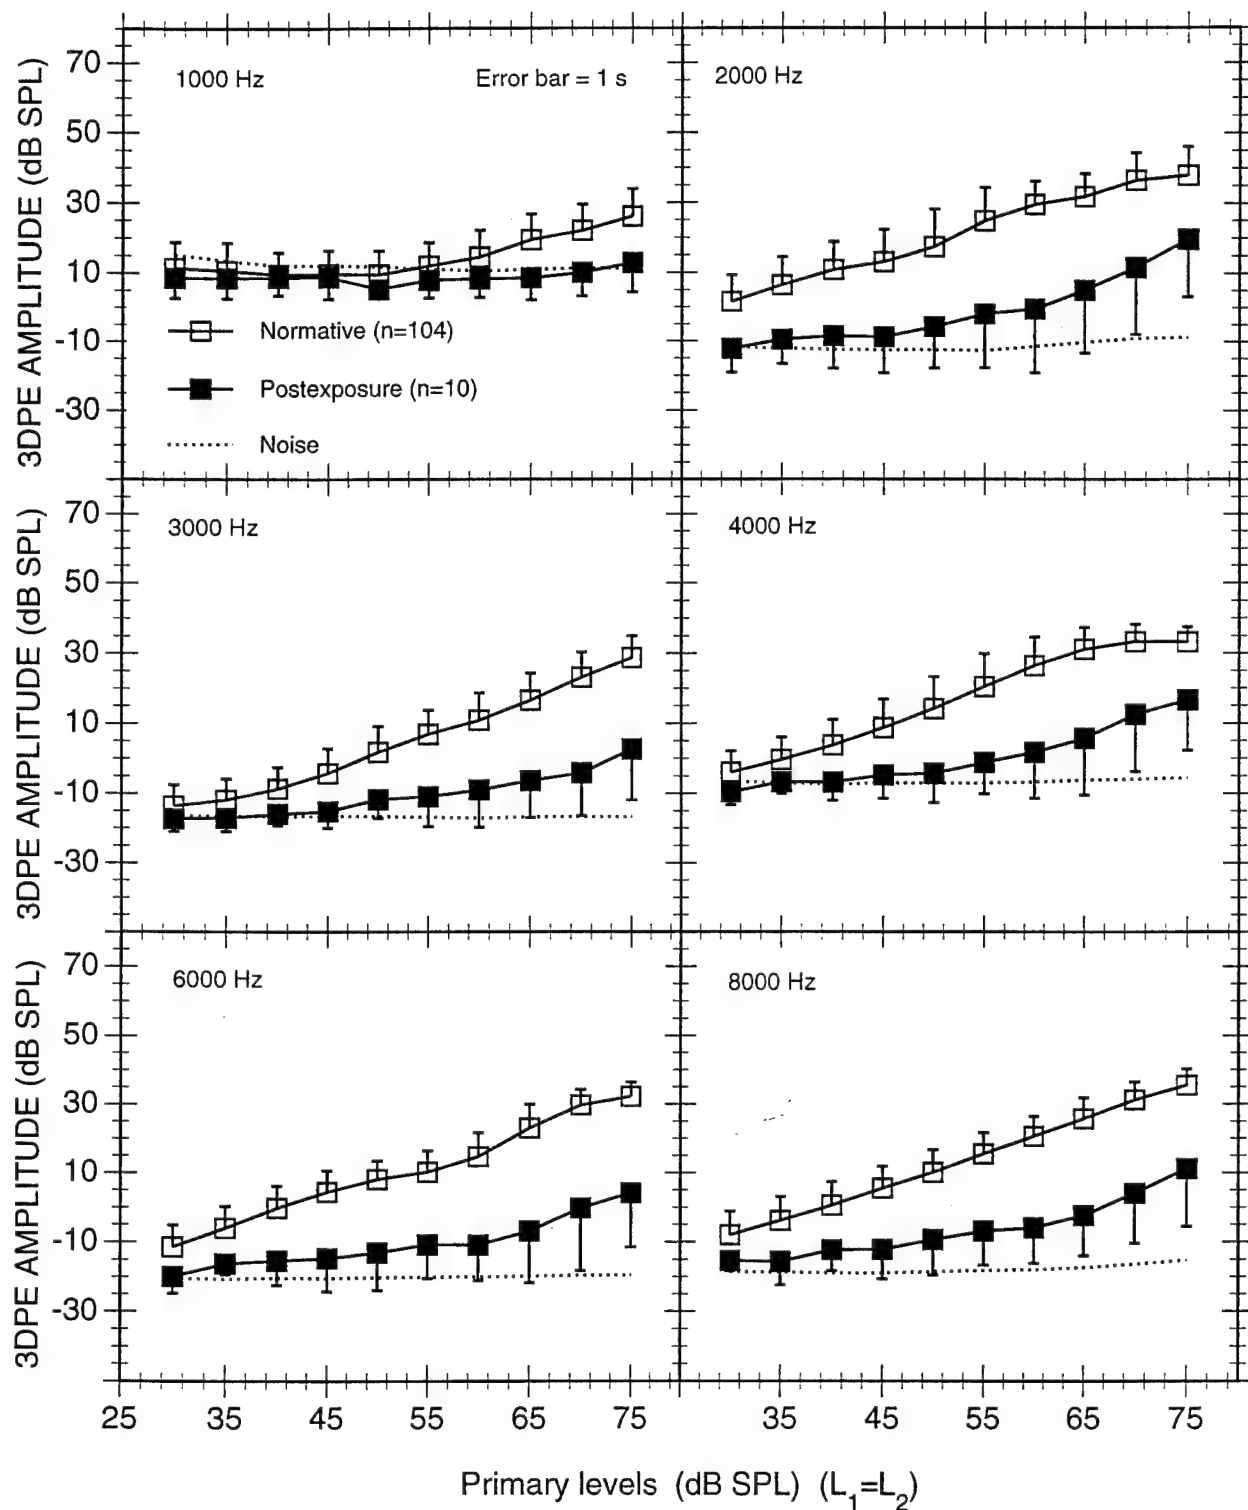 3DPE AMPLITUDE (dB SPL)
70
50
30
10
-10
-30
1000 Hz
Error bar = 1 s
Normative (n=104)
Postexposure (n=10)
Noise
2000 Hz
3DPE AMPLITUDE (dB SPL)
70
50
30
10
-10
-30
3000 Hz
4000 Hz
3DPE AMPLITUDE (dB SPL)
70
50
30
10
-10
-30
6000 Hz
8000 Hz
25 35 45 55 65 75 35 45 55 65 75
Primary levels (dB SPL) (L₁=L₂)